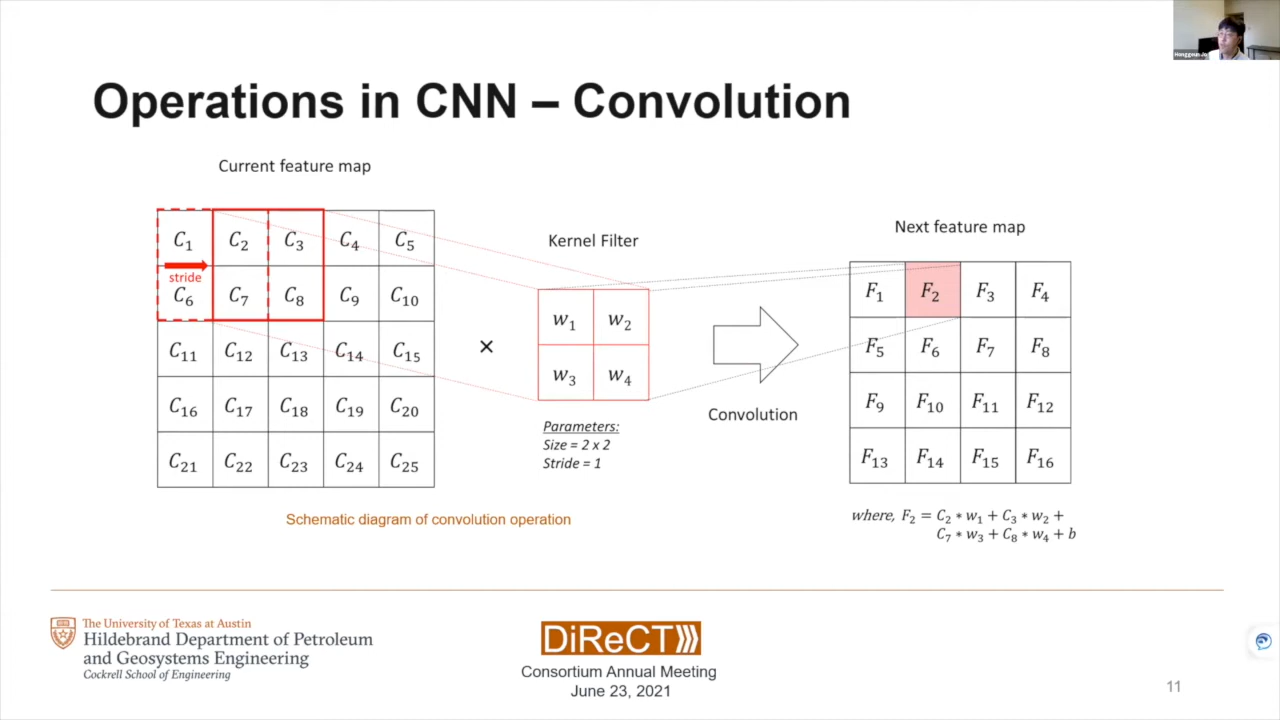 Honggeun Jo
Operations in CNN – Convolution
Current feature map
C1 C2 C3 C4 C5
stride
C6 C7 C8 C9 C10
C11 C12 C13 C14 C15
C16 C17 C18 C19 C20
C21 C22 C23 C24 C25
×
Kernel Filter
w1 w2
w3 w4
Parameters:
Size = 2 x 2
Stride = 1
Convolution
Next feature map
F1 F2 F3 F4
F5 F6 F7 F8
F9 F10 F11 F12
F13 F14 F15 F16
where, F2 = C2 * w1 + C3 * w2 +
C7 * w3 + C8 * w4 + b
Schematic diagram of convolution operation
The University of Texas at Austin
Hildebrand Department of Petroleum
and Geosystems Engineering
Cockrell School of Engineering
DiReCT
Consortium Annual Meeting
June 23, 2021
11